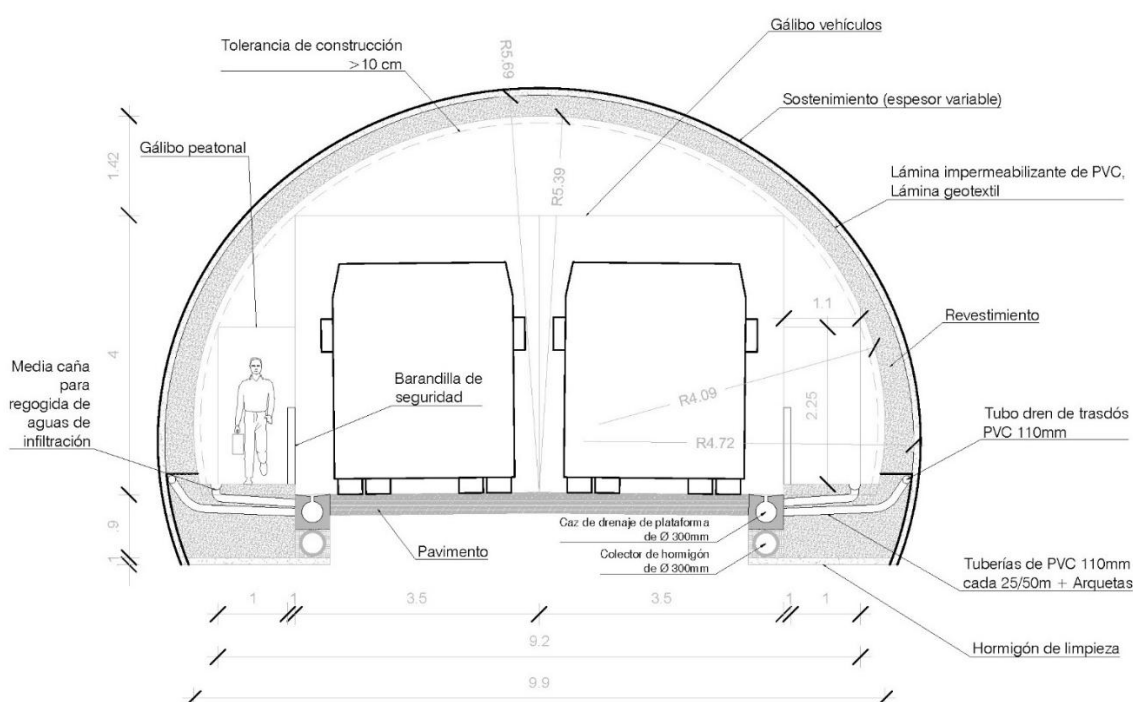 Gálibo vehículos
Tolerancia de construcción
>10 cm
R5.69
Sostenimiento (espesor variable)
1.42
Gálibo peatonal
R5.39
Lámina impermeabilizante de PVC,
Lámina geotextil
1.1
Revestimiento
4
Media caña
para
regogida de
aguas de
infiltración
Barandilla de
seguridad
R4.09
2.25
R4.72
Tubo dren de trasdós
PVC 110mm
.9
Caz de drenaje de plataforma
de Ø 300mm
Pavimento
Colector de hormigón
de Ø 300mm
1
Tuberías de PVC 110mm
cada 25/50m + Arquetas
1
1
3.5
3.5
1
1
9.2
Hormigón de limpieza
9.9